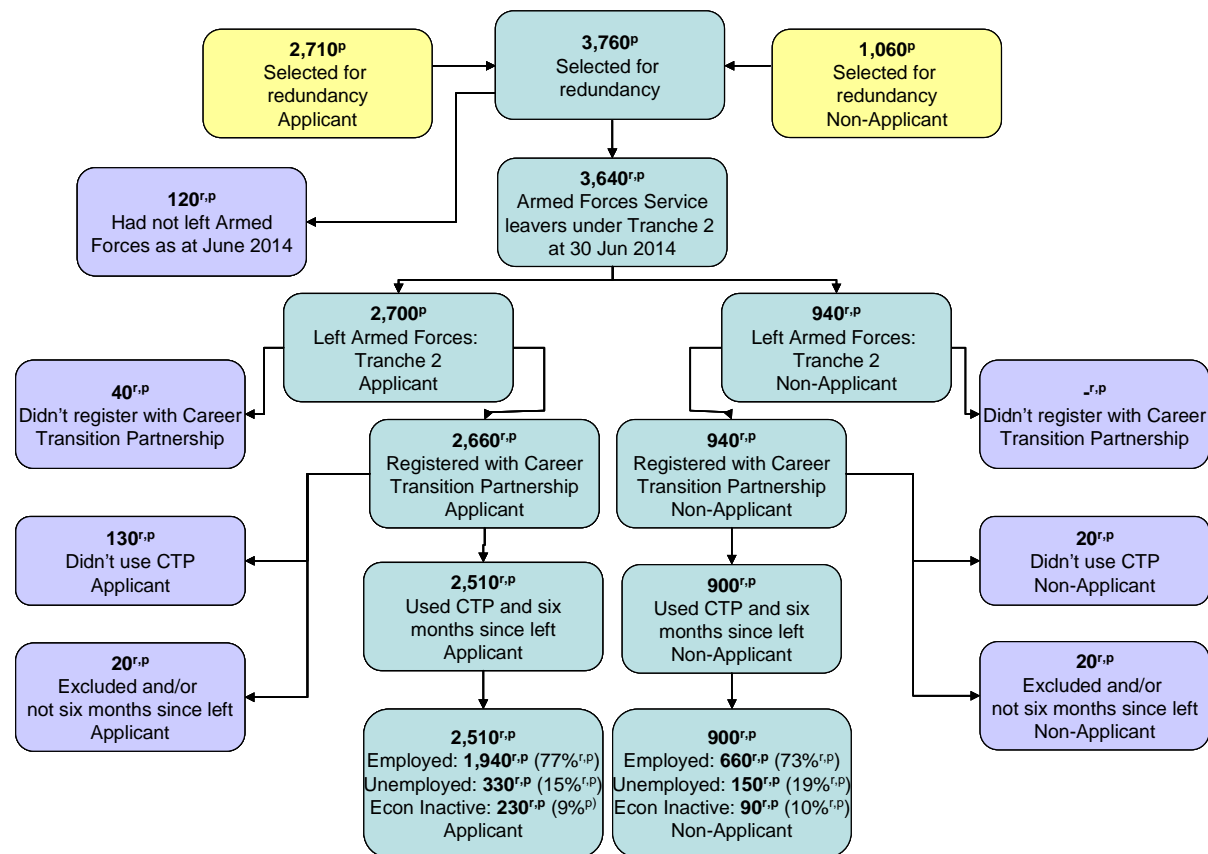 2,710ᵖ
Selected for
redundancy
Applicant
3,760ᵖ
Selected for
redundancy
1,060ᵖ
Selected for
redundancy
Non-Applicant
120ʳ,ᵖ
Had not left Armed
Forces as at June 2014
3,640ʳ,ᵖ
Armed Forces Service
leavers under Tranche 2
at 30 Jun 2014
2,700ᵖ
Left Armed Forces:
Tranche 2
Applicant
940ʳ,ᵖ
Left Armed Forces:
Tranche 2
Non-Applicant
40ʳ,ᵖ
Didn't register with Career
Transition Partnership
-ʳ,ᵖ
Didn't register with Career
Transition Partnership
2,660ʳ,ᵖ
Registered with Career
Transition Partnership
Applicant
940ʳ,ᵖ
Registered with Career
Transition Partnership
Non-Applicant
130ʳ,ᵖ
Didn't use CTP
Applicant
20ʳ,ᵖ
Didn't use CTP
Non-Applicant
2,510ʳ,ᵖ
Used CTP and six
months since left
Applicant
900ʳ,ᵖ
Used CTP and six
months since left
Non-Applicant
20ʳ,ᵖ
Excluded and/or
not six months since left
Applicant
20ʳ,ᵖ
Excluded and/or
not six months since left
Non-Applicant
2,510ʳ,ᵖ
Employed: 1,940ʳ,ᵖ (77%ʳ,ᵖ)
Unemployed: 330ʳ,ᵖ (15%ʳ,ᵖ)
Econ Inactive: 230ʳ,ᵖ (9%ᵖ)
Applicant
900ʳ,ᵖ
Employed: 660ʳ,ᵖ (73%ʳ,ᵖ)
Unemployed: 150ʳ,ᵖ (19%ʳ,ᵖ)
Econ Inactive: 90ʳ,ᵖ (10%ʳ,ᵖ)
Non-Applicant